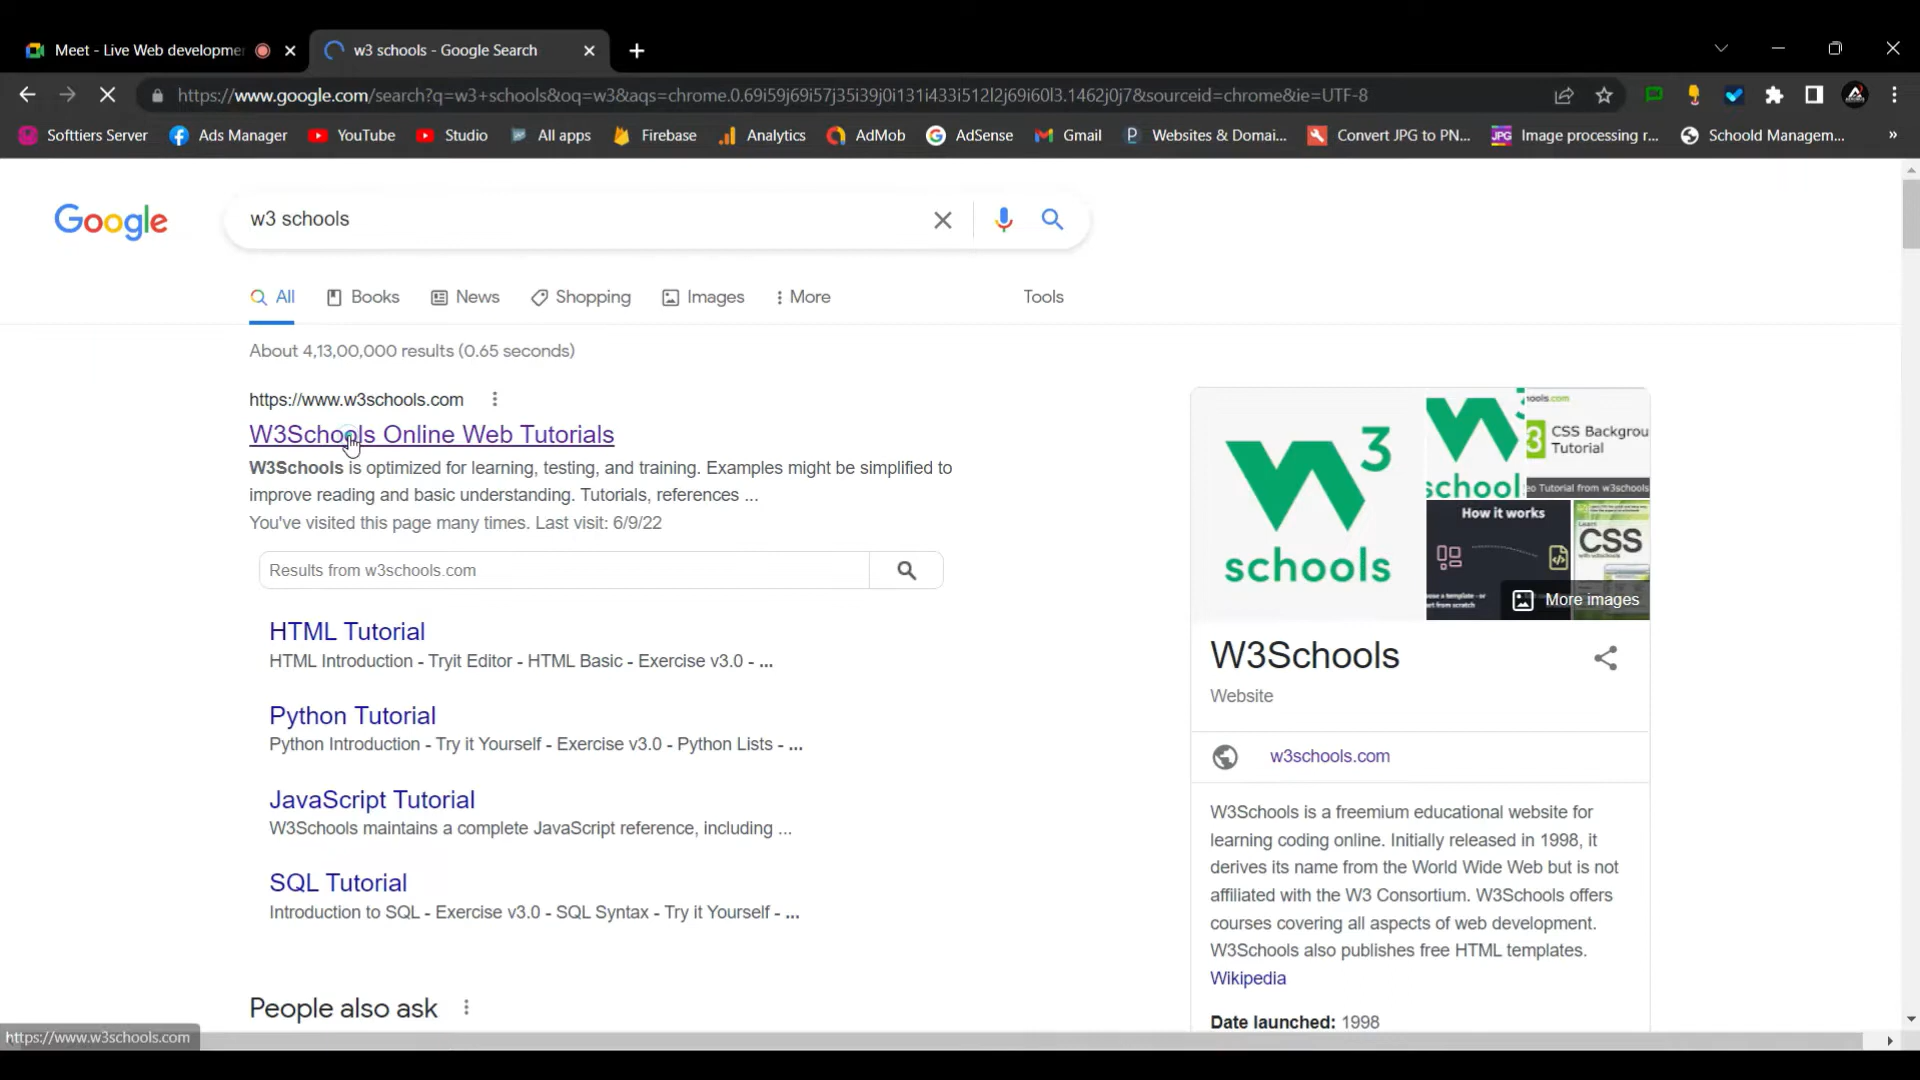 Meet - Live Web developme
w3 schools - Google Search
https://www.google.com/search?q=w3+schools&oq=w3&aqs=chrome.0.69i59j69i57j35i39j0i131i433i512l2j69i60l3.1462j0j7&sourceid=chrome&ie=UTF-8
Softtiers Server Ads Manager YouTube Studio All apps Firebase Analytics AdMob AdSense Gmail Websites & Domai... Convert JPG to PN... Image processing r... Schoold Managem... »
Google
w3 schools
All Books News Shopping Images More Tools
About 4,13,00,000 results (0.65 seconds)
https://www.w3schools.com
W3Schools Online Web Tutorials
W3Schools is optimized for learning, testing, and training. Examples might be simplified to
improve reading and basic understanding. Tutorials, references ...
You've visited this page many times. Last visit: 6/9/22
Results from w3schools.com
HTML Tutorial
HTML Introduction - Tryit Editor - HTML Basic - Exercise v3.0 - ...
Python Tutorial
Python Introduction - Try it Yourself - Exercise v3.0 - Python Lists - ...
JavaScript Tutorial
W3Schools maintains a complete JavaScript reference, including ...
SQL Tutorial
Introduction to SQL - Exercise v3.0 - SQL Syntax - Try it Yourself - ...
People also ask
https://www.w3schools.com
W3
schools
school
ools.com
CSS Backgrou
Tutorial
eo Tutorial from w3schools
How it works
CSS
More images
W3Schools
Website
w3schools.com
W3Schools is a freemium educational website for
learning coding online. Initially released in 1998, it
derives its name from the World Wide Web but is not
affiliated with the W3 Consortium. W3Schools offers
courses covering all aspects of web development.
W3Schools also publishes free HTML templates.
Wikipedia
Date launched: 1998